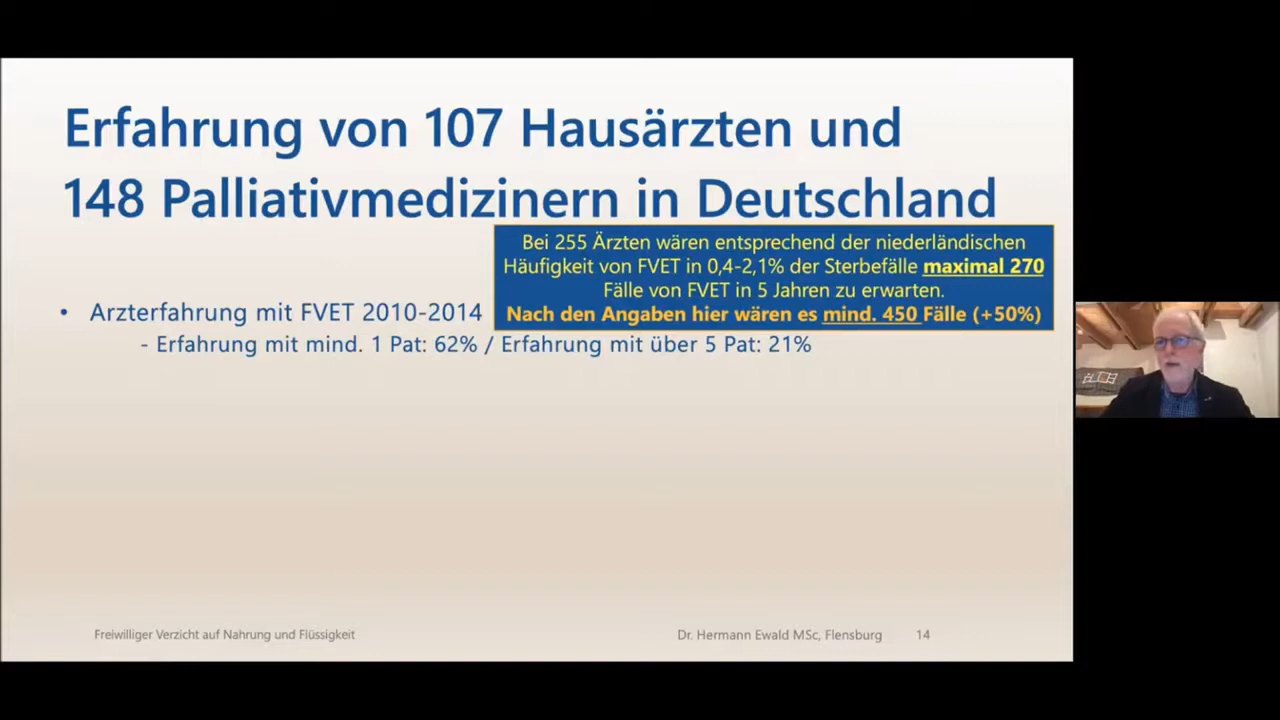 Erfahrung von 107 Hausärzten und
148 Palliativmedizinern in Deutschland
Bei 255 Ärzten wären entsprechend der niederländischen
Häufigkeit von FVET in 0,4-2,1% der Sterbefälle maximal 270
Fälle von FVET in 5 Jahren zu erwarten.
Nach den Angaben hier wären es mind. 450 Fälle (+50%)
• Arzterfahrung mit FVET 2010-2014
- Erfahrung mit mind. 1 Pat: 62% / Erfahrung mit über 5 Pat: 21%
Freiwilliger Verzicht auf Nahrung und Flüssigkeit
Dr. Hermann Ewald MSc, Flensburg 14